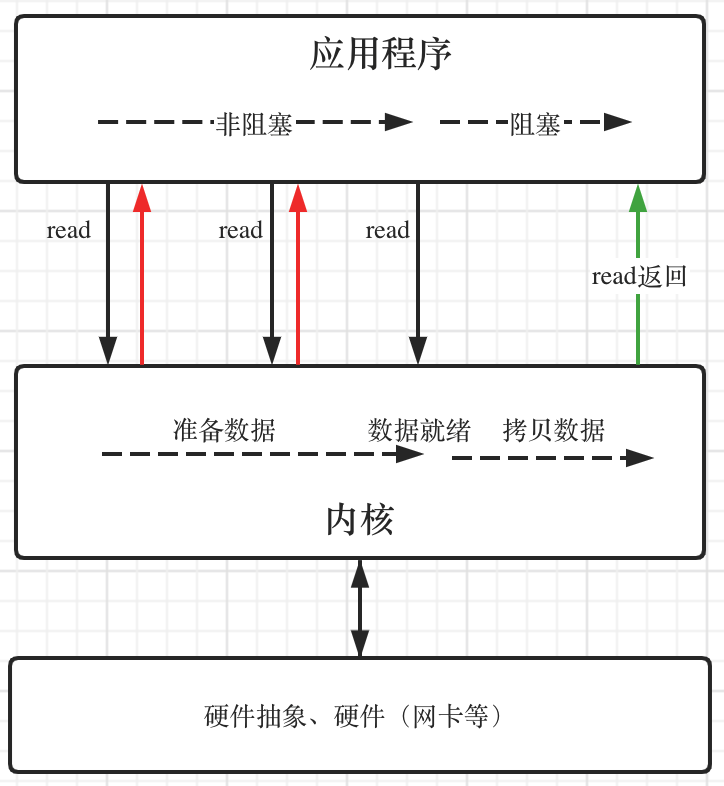 应用程序
非阻塞
阻塞
read
read
read
read返回
准备数据
数据就绪
拷贝数据
内核
硬件抽象、硬件（网卡等）